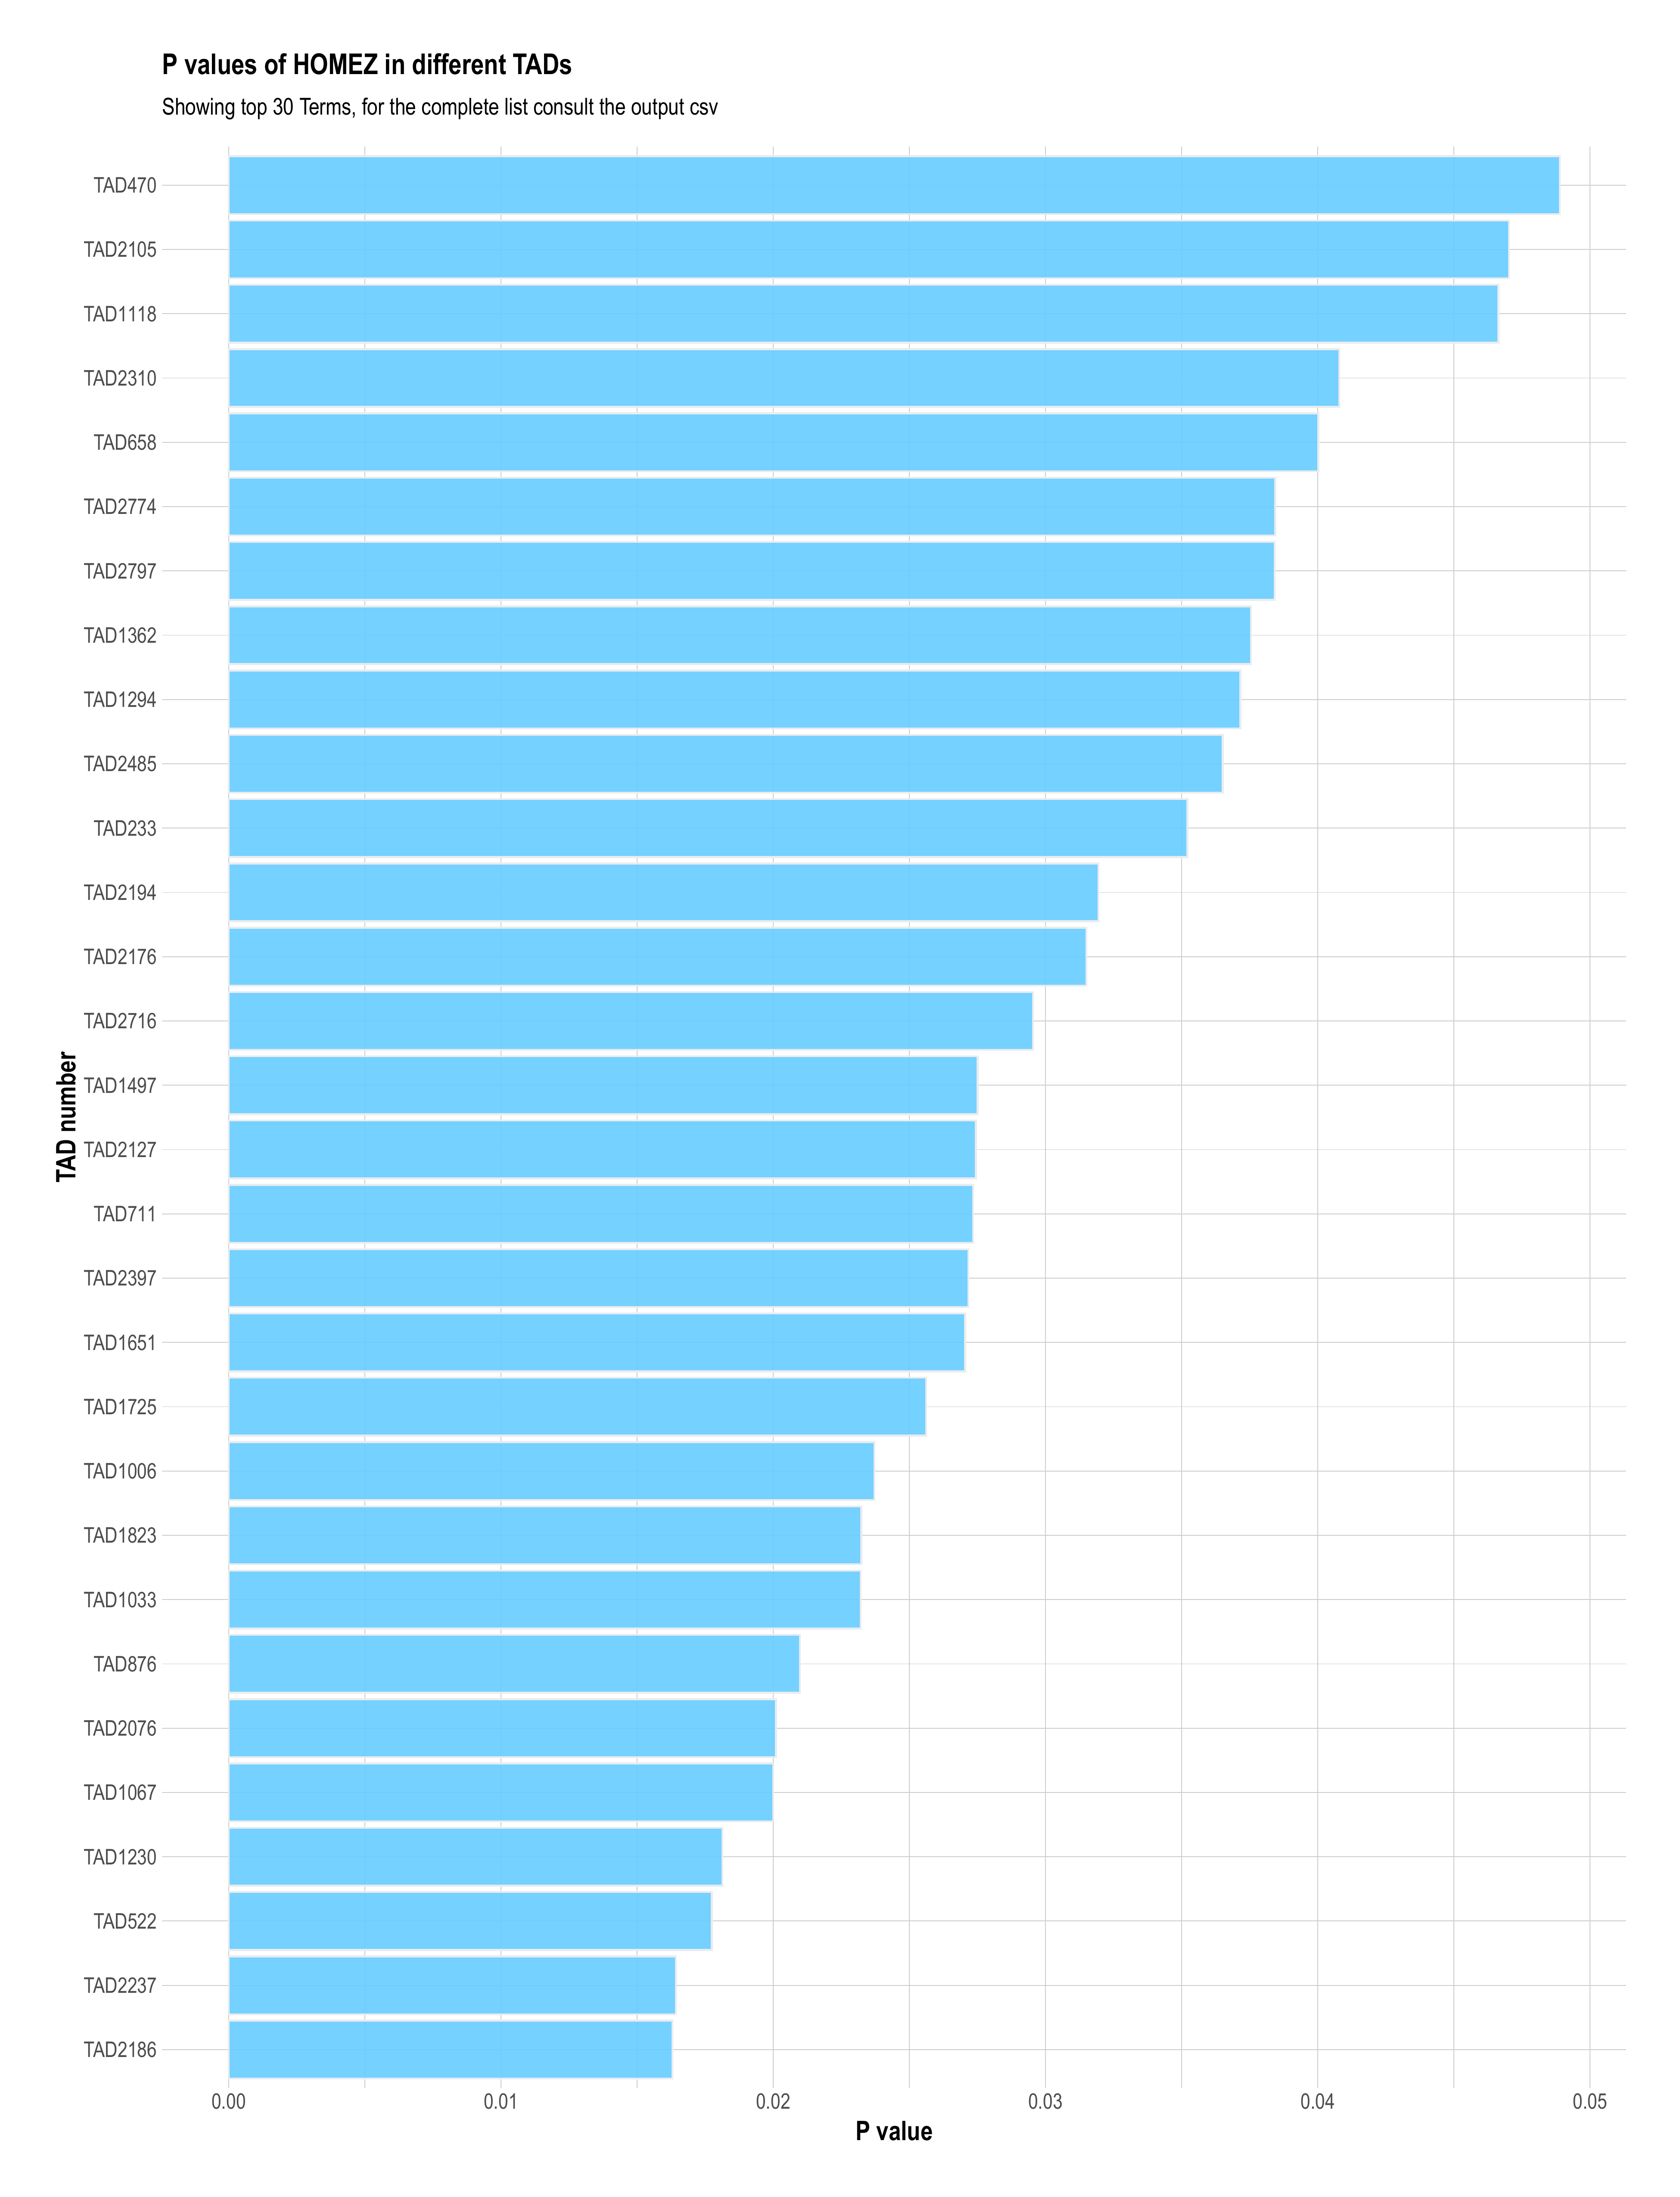 P values of HOMEZ in different TADs
Showing top 30 Terms, for the complete list consult the output csv
TAD number
TAD470
TAD2105
TAD1118
TAD2310
TAD658
TAD2774
TAD2797
TAD1362
TAD1294
TAD2485
TAD233
TAD2194
TAD2176
TAD2716
TAD1497
TAD2127
TAD711
TAD2397
TAD1651
TAD1725
TAD1006
TAD1823
TAD1033
TAD876
TAD2076
TAD1067
TAD1230
TAD522
TAD2237
TAD2186
0.00 0.01 0.02 0.03 0.04 0.05
P value